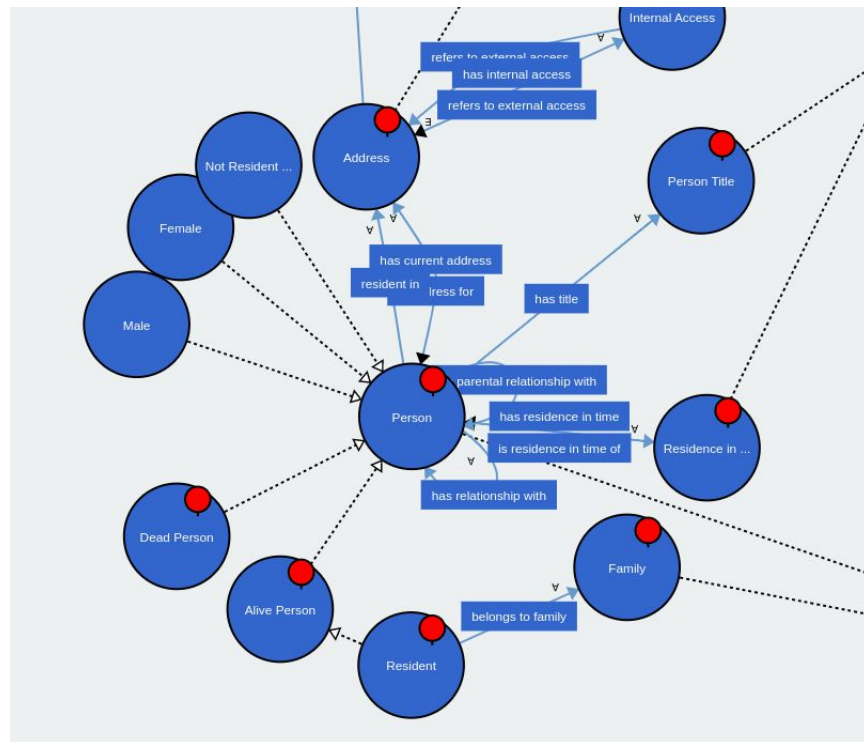 Internal Access
refers to external access
has internal access
refers to external access
Address
Not Resident ...
Person Title
Female
has current address
resident in
dress for
has title
Male
parental relationship with
Person
has residence in time
is residence in time of
Residence in ...
has relationship with
Dead Person
Family
Alive Person
belongs to family
Resident